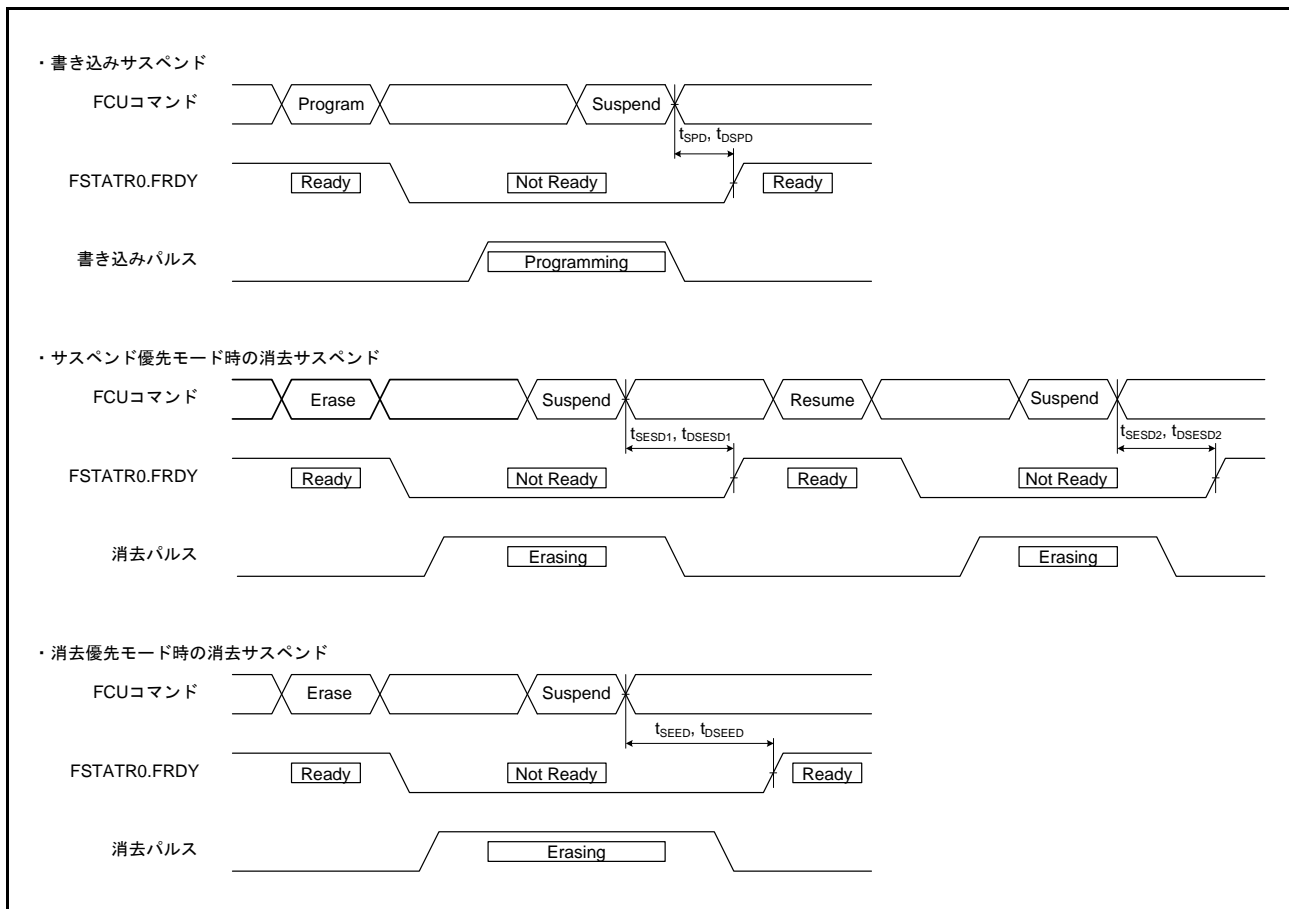 ・書き込みサスペンド
FCUコマンド Program Suspend
tSPD, tDSPD
FSTATR0.FRDY Ready Not Ready Ready
書き込みパルス Programming
・サスペンド優先モード時の消去サスペンド
FCUコマンド Erase Suspend Resume Suspend
tSESD1, tDSESD1 tSESD2, tDSESD2
FSTATR0.FRDY Ready Not Ready Ready Not Ready
消去パルス Erasing Erasing
・消去優先モード時の消去サスペンド
FCUコマンド Erase Suspend
tSEED, tDSEED
FSTATR0.FRDY Ready Not Ready Ready
消去パルス Erasing